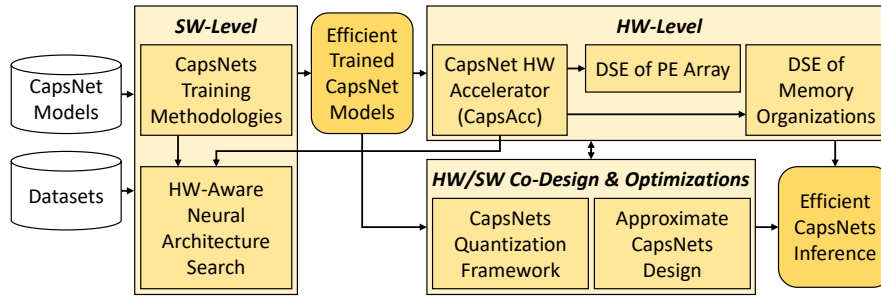 CapsNet
Models
Datasets
SW-Level
CapsNets
Training
Methodologies
HW-Aware
Neural
Architecture
Search
Efficient
Trained
CapsNet
Models
HW-Level
CapsNet HW
Accelerator
(CapsAcc)
DSE of PE Array
DSE of
Memory
Organizations
HW/SW Co-Design & Optimizations
CapsNets
Quantization
Framework
Approximate
CapsNets
Design
Efficient
CapsNets
Inference